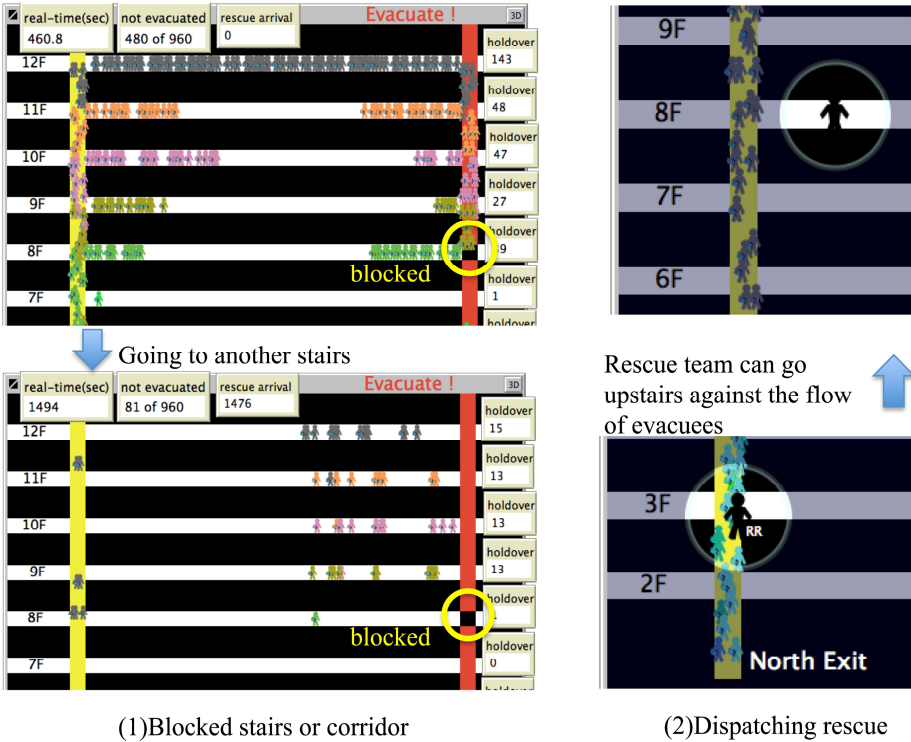 real-time(sec)
460.8
not evacuated
480 of 960
rescue arrival
0
Evacuate !
3D
holdover
143
12F
holdover
48
11F
holdover
47
10F
holdover
27
9F
holdover
8F
blocked
holdover
1
7F
holdover
Going to another stairs
real-time(sec)
1494
not evacuated
81 of 960
rescue arrival
1476
Evacuate !
3D
holdover
15
12F
holdover
13
11F
holdover
13
10F
holdover
13
9F
holdover
8F
blocked
holdover
0
7F
(1)Blocked stairs or corridor
9F
8F
7F
6F
Rescue team can go
upstairs against the flow
of evacuees
3F
RR
2F
North Exit
(2)Dispatching rescue